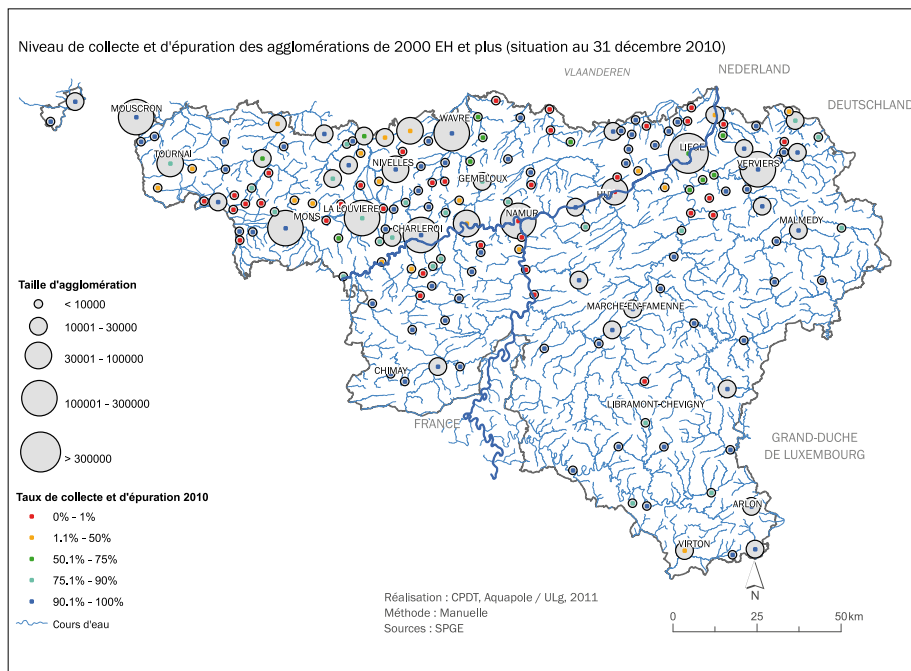 Niveau de collecte et d'épuration des agglomérations de 2000 EH et plus (situation au 31 décembre 2010)
NEDERLAND
VLAANDEREN
DEUTSCHLAND
MOUSCRON
WAVRE
TOURNAI
LIEGE
NIVELLES
VERVIERS
GEMBLOUX
HUY
LA LOUVIERE
NAMUR
MONS
CHARLEROI
MALMEDY
Taille d'agglomération
< 10000
10001 - 30000
30001 - 100000
100001 - 300000
> 300000
MARCHE-EN-FAMENNE
CHIMAY
LIBRAMONT-CHEVIGNY
FRANCE
GRAND-DUCHE
DE LUXEMBOURG
Taux de collecte et d'épuration 2010
0% - 1%
1.1% - 50%
50.1% - 75%
75.1% - 90%
90.1% - 100%
Cours d'eau
ARLON
VIRTON
N
Réalisation : CPDT, Aquapole / ULg, 2011
Méthode : Manuelle
Sources : SPGE
0 25 50 km